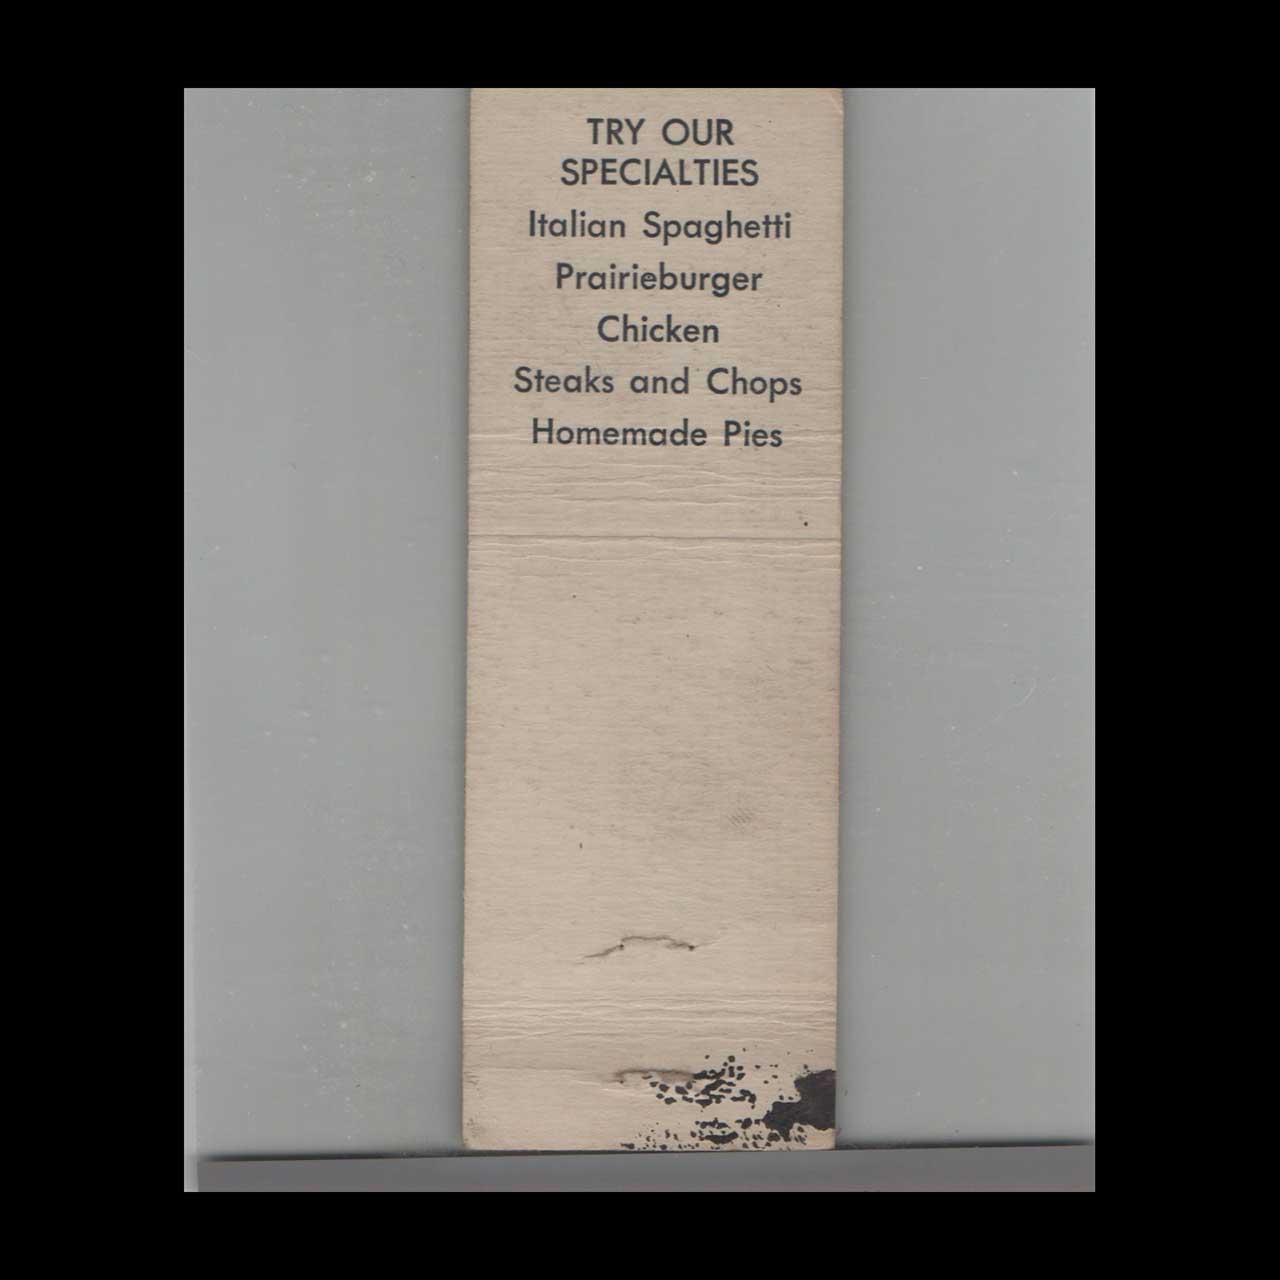 TRY OUR
SPECIALTIES
Italian Spaghetti
Prairieburger
Chicken
Steaks and Chops
Homemade Pies